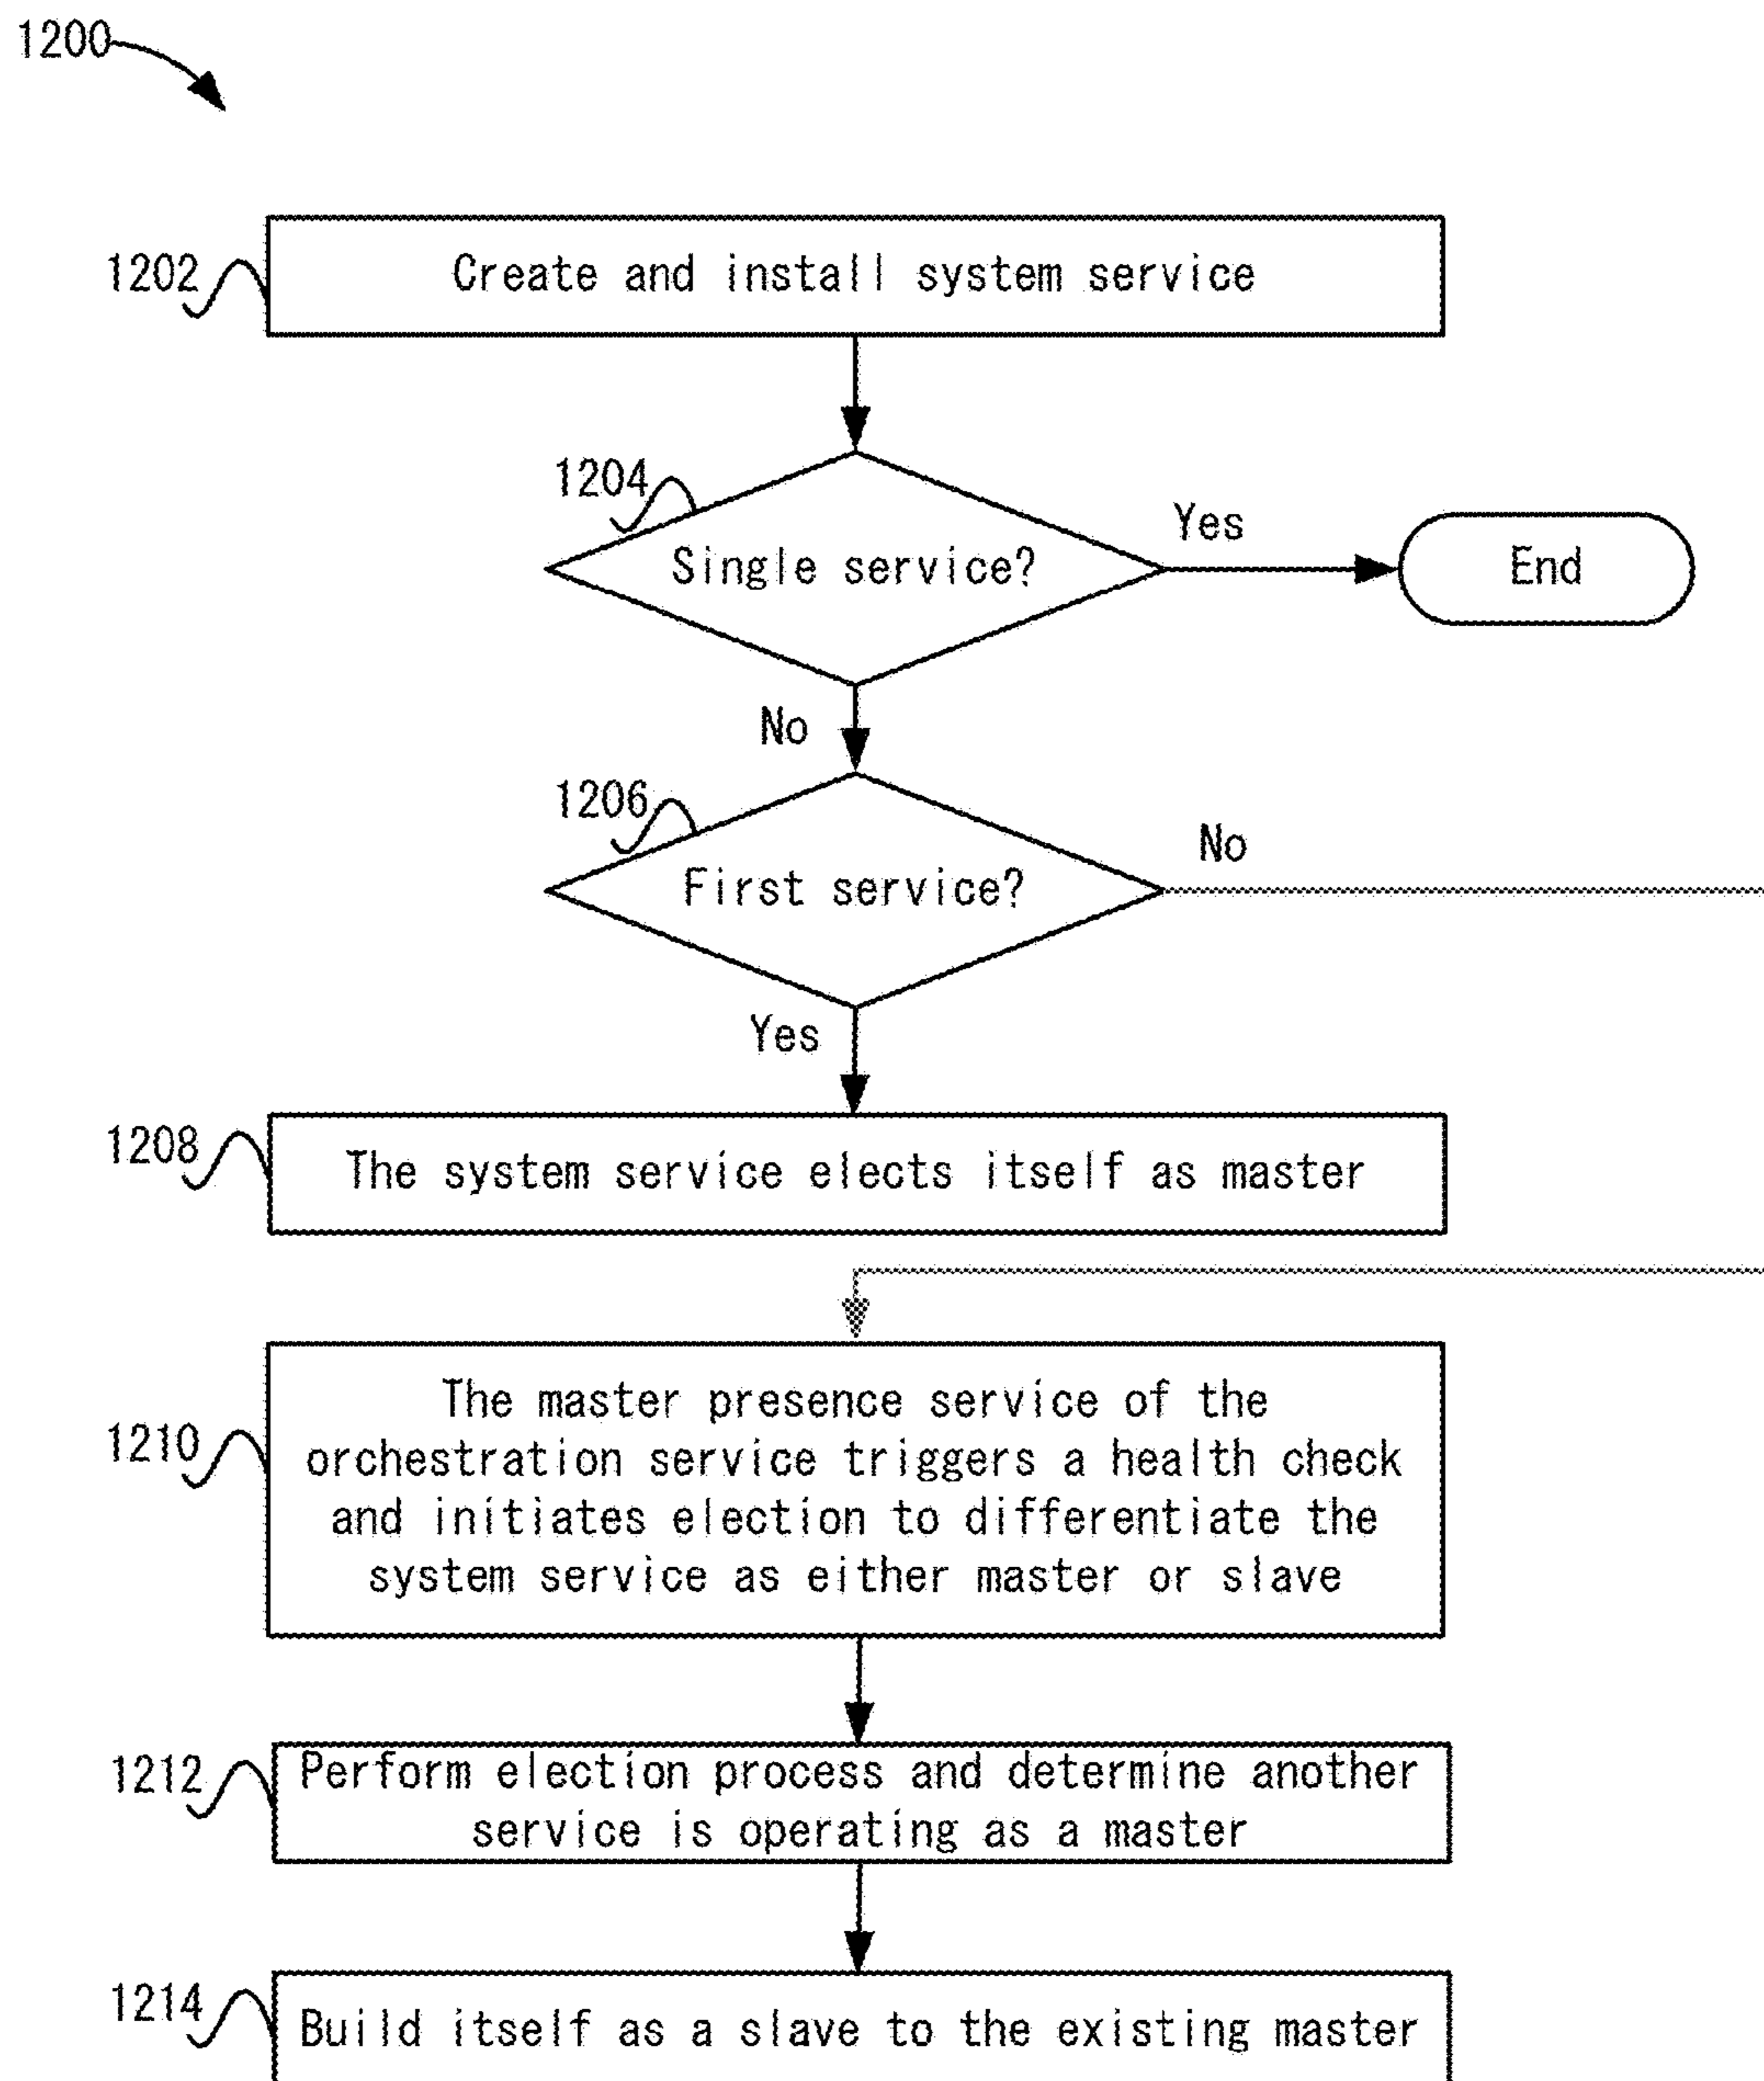 1200
1202
Create and install system service
1204
Single service?
Yes
End
No
1206
First service?
No
Yes
1208
The system service elects itself as master
1210
The master presence service of the
orchestration service triggers a health check
and initiates election to differentiate the
system service as either master or slave
1212
Perform election process and determine another
service is operating as a master
1214
Build itself as a slave to the existing master